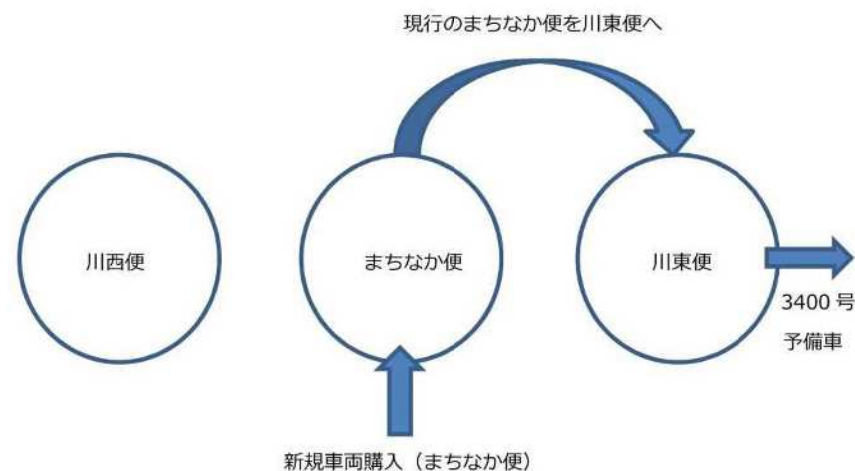 現行のまちなか便を川東便へ
川西便
まちなか便
川東便
3400 号
予備車
新規車両購入（まちなか便）